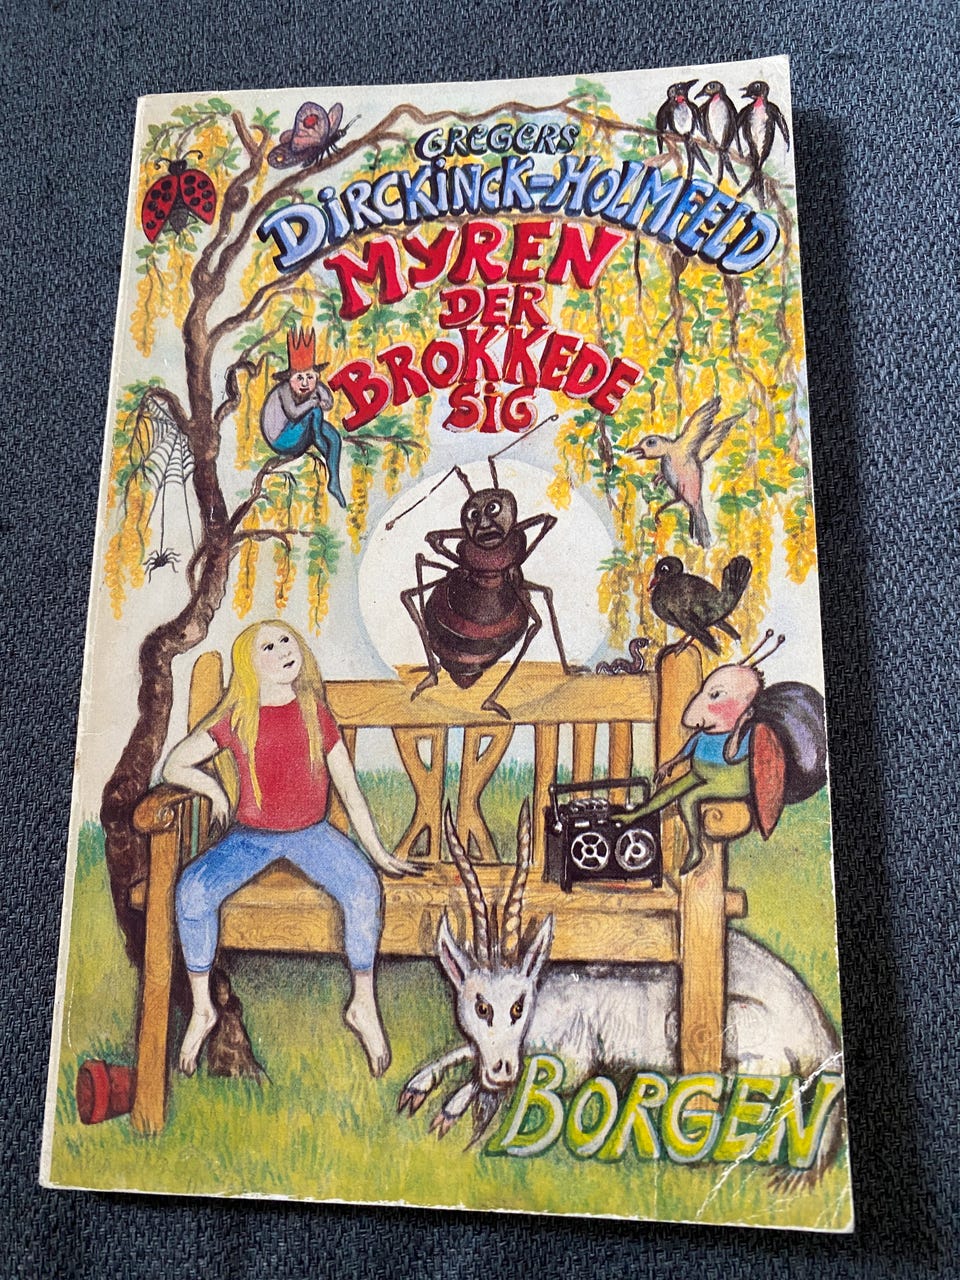 GREGERS
DIRCKINCK-HOLMFELD
MYREN
DER
BROKKEDE
SIG
BORGEN